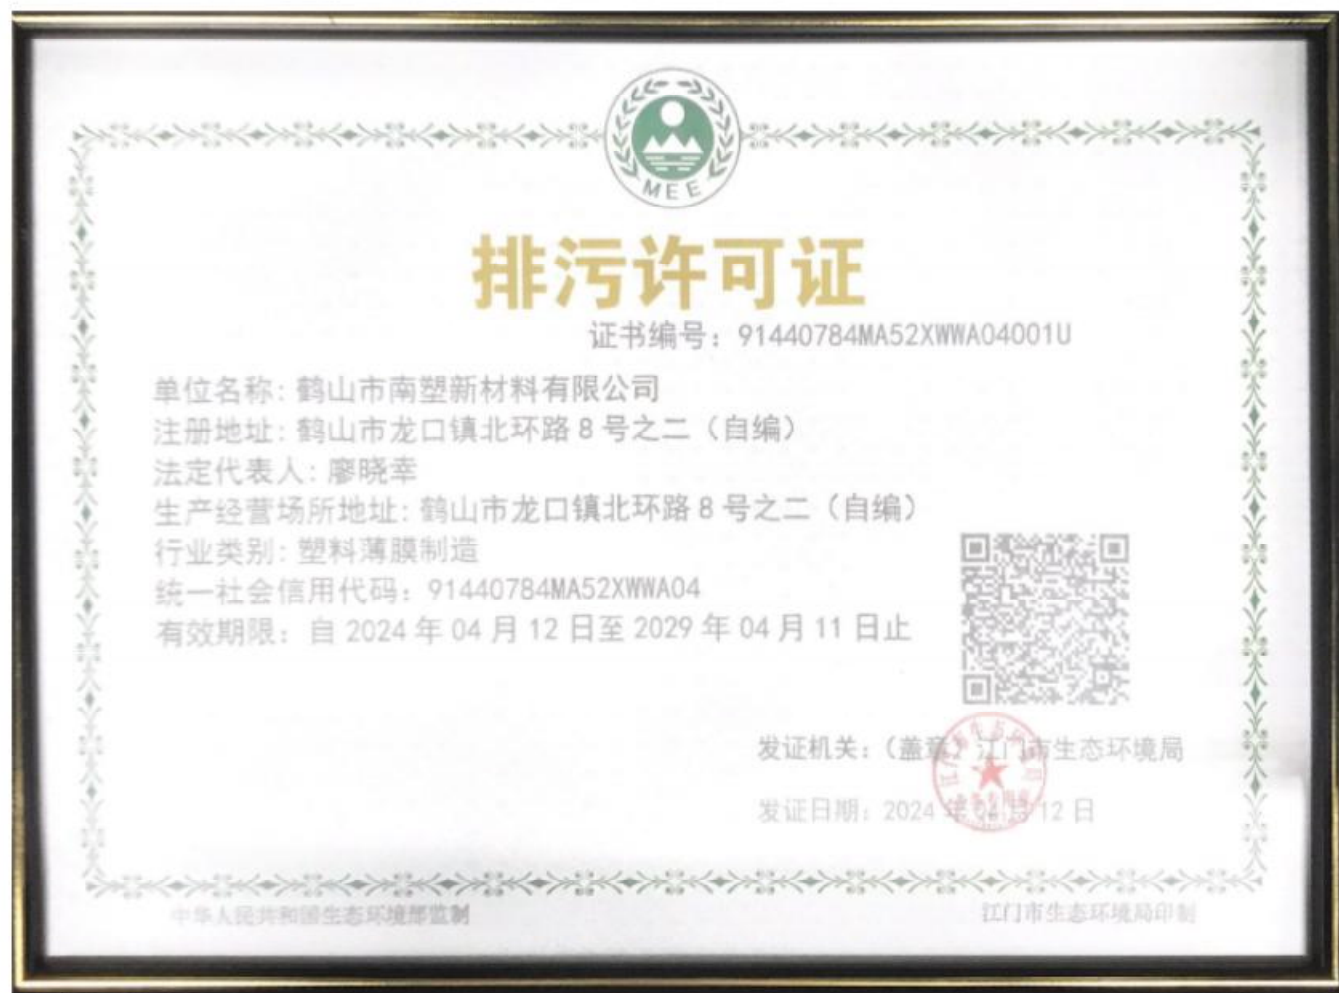 MEE
排污许可证
证书编号：91440784MA52XWWA04001U
单位名称：鹤山市南塑新材料有限公司
注册地址：鹤山市龙口镇北环路8号之二（自编）
法定代表人：廖晓幸
生产经营场所地址：鹤山市龙口镇北环路8号之二（自编）
行业类别：塑料薄膜制造
统一社会信用代码：91440784MA52XWWA04
有效期限：自2024年04月12日至2029年04月11日止
发证机关：（盖章）江门市生态环境局
发证日期：2024年04月12日
中华人民共和国生态环境部监制
江门市生态环境局印制